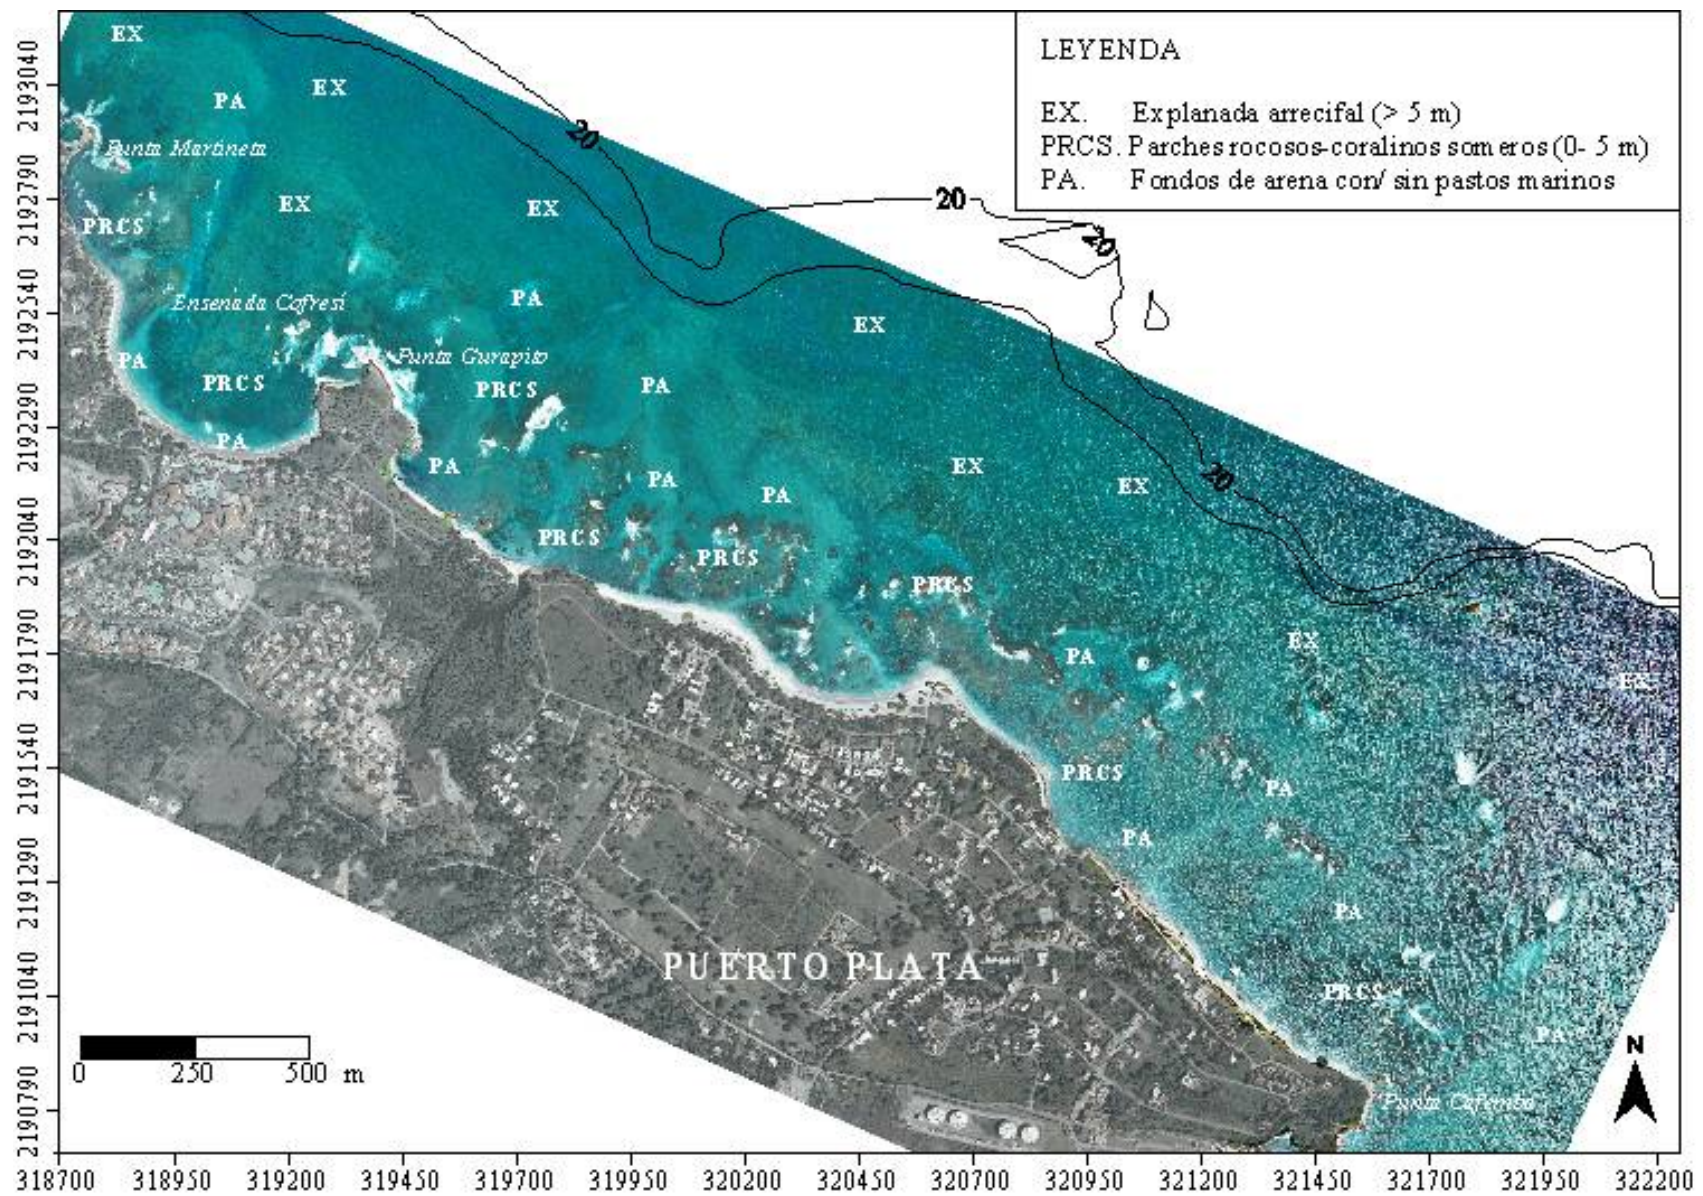 LEYENDA
EX. Explanada arrecifal (> 5 m)
PRCS. Parches rocosos-coralinos someros (0- 5 m)
PA. Fondos de arena con/ sin pastos marinos
EX
PA
EX
20
Punta Martineta
20
EX
EX
PRCS
20
PA
Ensenada Cofresí
EX
Punta Gurapito
PA
PRCS
PRCS
PA
PA
PA
EX
20
PA
PA
EX
PRCS
PRCS
PRCS
EX
PA
EX
PRCS
PA
PA
PA
PUERTO PLATA
PRCS
PA
N
0 250 500 m
Punta Cafemba
2193040
2192790
2192540
2192290
2192040
2191790
2191540
2191290
2191040
2190790
318700 318950 319200 319450 319700 319950 320200 320450 320700 320950 321200 321450 321700 321950 322200